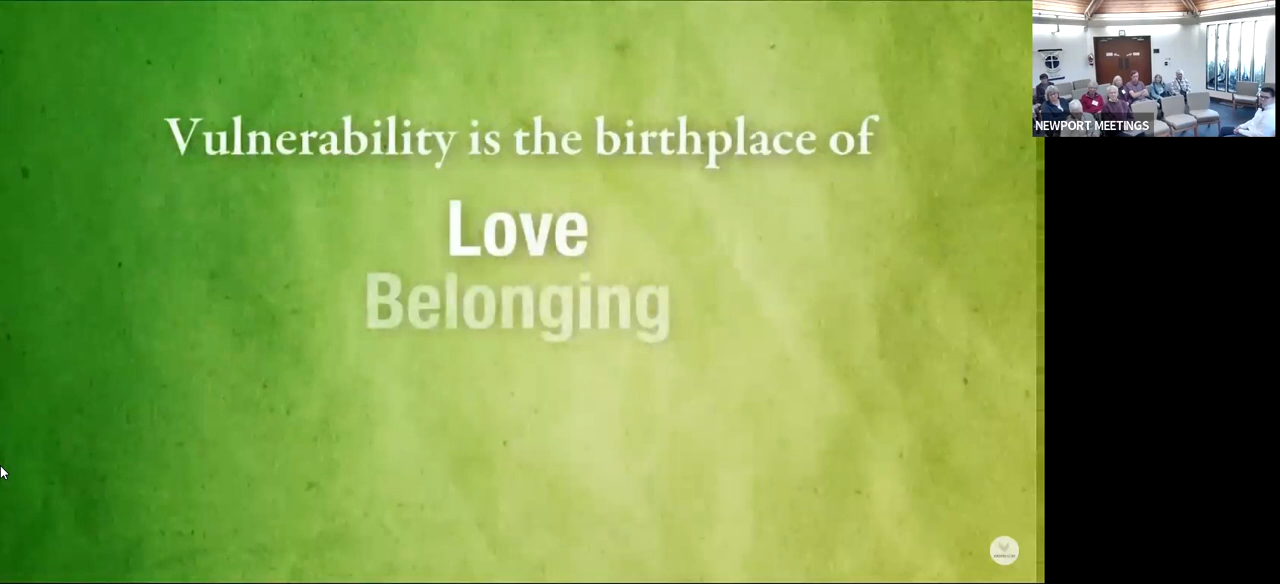 Vulnerability is the birthplace of
Love
Belonging
NEWPORT MEETINGS